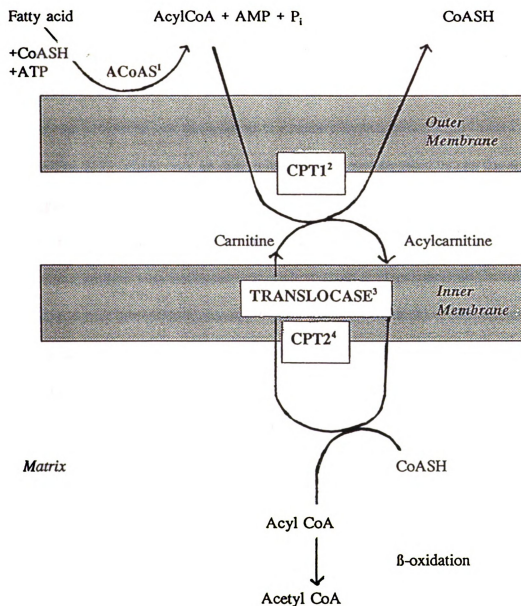 Fatty acid
AcylCoA + AMP + Pi
CoASH
+CoASH
+ATP
ACoAS¹
Outer
Membrane
CPT1²
Carnitine
Acylcarnitine
TRANSLOCASE³
Inner
Membrane
CPT2⁴
Matrix
CoASH
Acyl CoA
ß-oxidation
Acetyl CoA